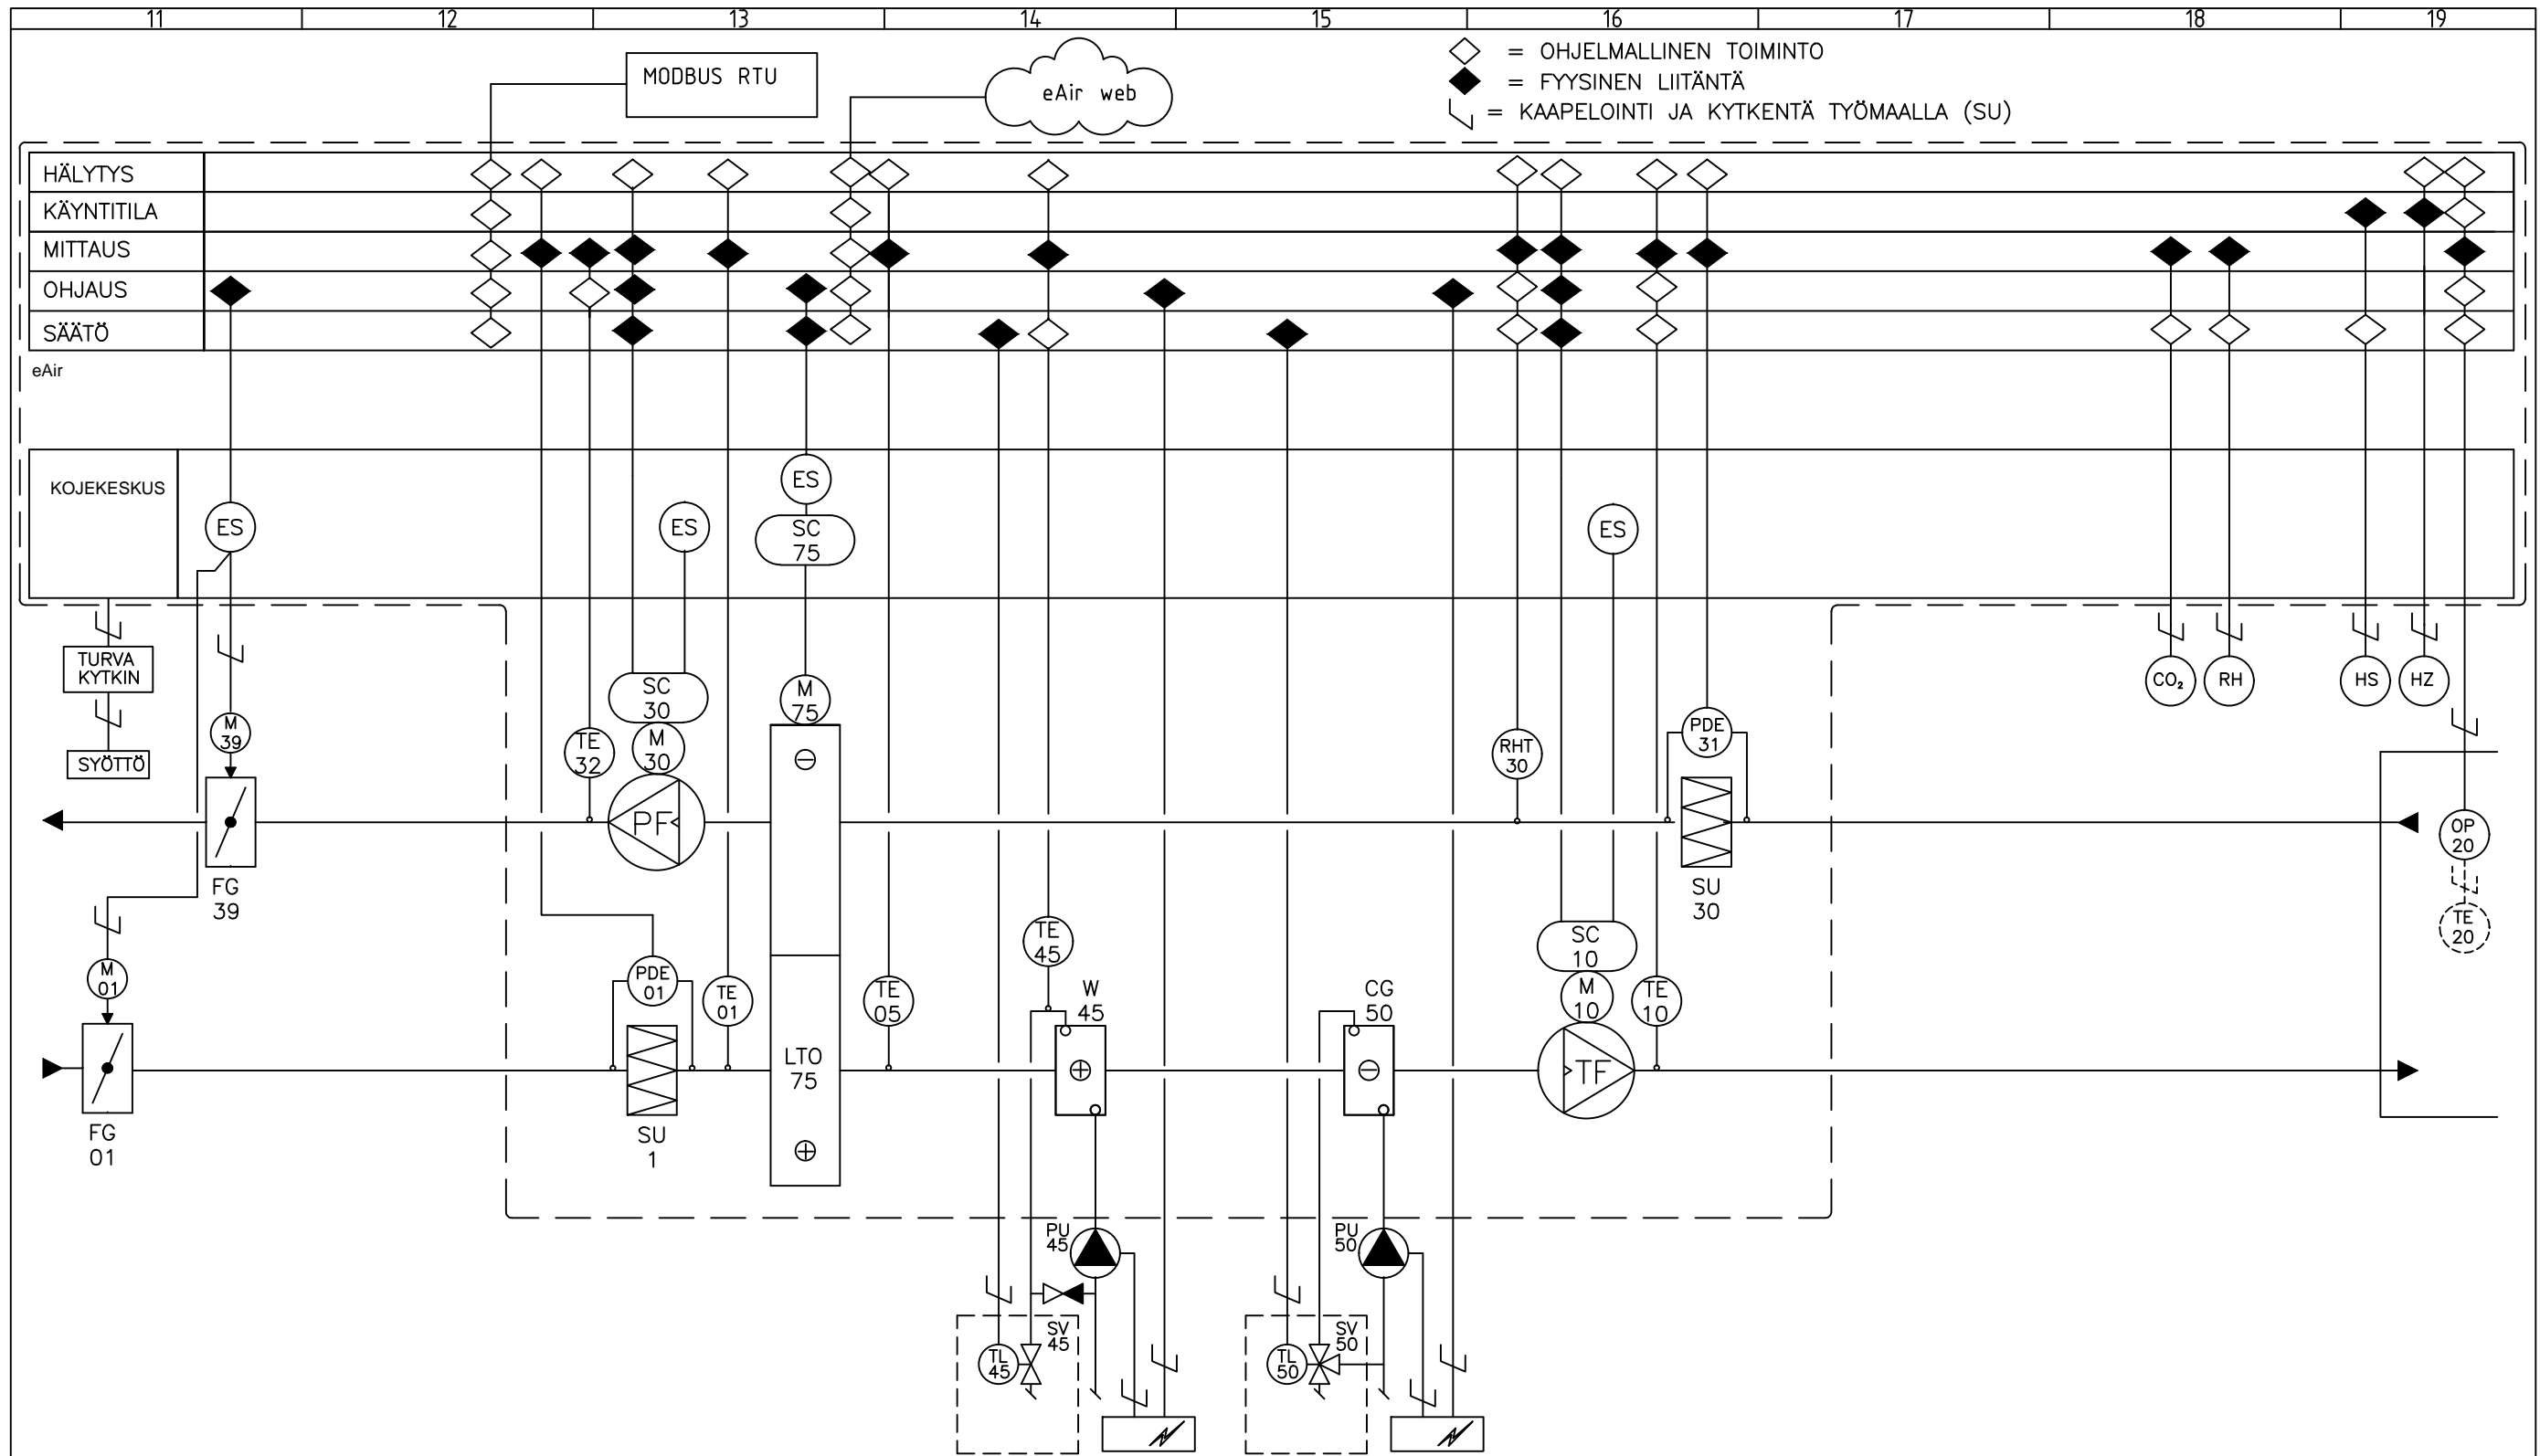 11 12 13 14 15 16 17 18 19
MODBUS RTU
eAir web
= OHJELMALLINEN TOIMINTO
= FYYSINEN LIITÄNTÄ
= KAAPELOINTI JA KYTKENTÄ TYÖMAALLA (SU)
HÄLYTYS
KÄYNTITILA
MITTAUS
OHJAUS
SÄÄTÖ
eAir
KOJEKESKUS
ES
ES
ES
SC
75
ES
TURVA
KYTKIN
SYÖTTÖ
M
39
FG
39
M
01
FG
01
TE
32
SC
30
M
30
PF
M
75
LTO
75
PDE
01
SU
1
TE
01
TE
05
TE
45
W
45
CG
50
RHT
30
SC
10
M
10
TF
TE
10
PDE
31
SU
30
CO₂
RH
HS
HZ
OP
20
TE
20
PU
45
SV
45
TL
45
PU
50
SV
50
TL
50